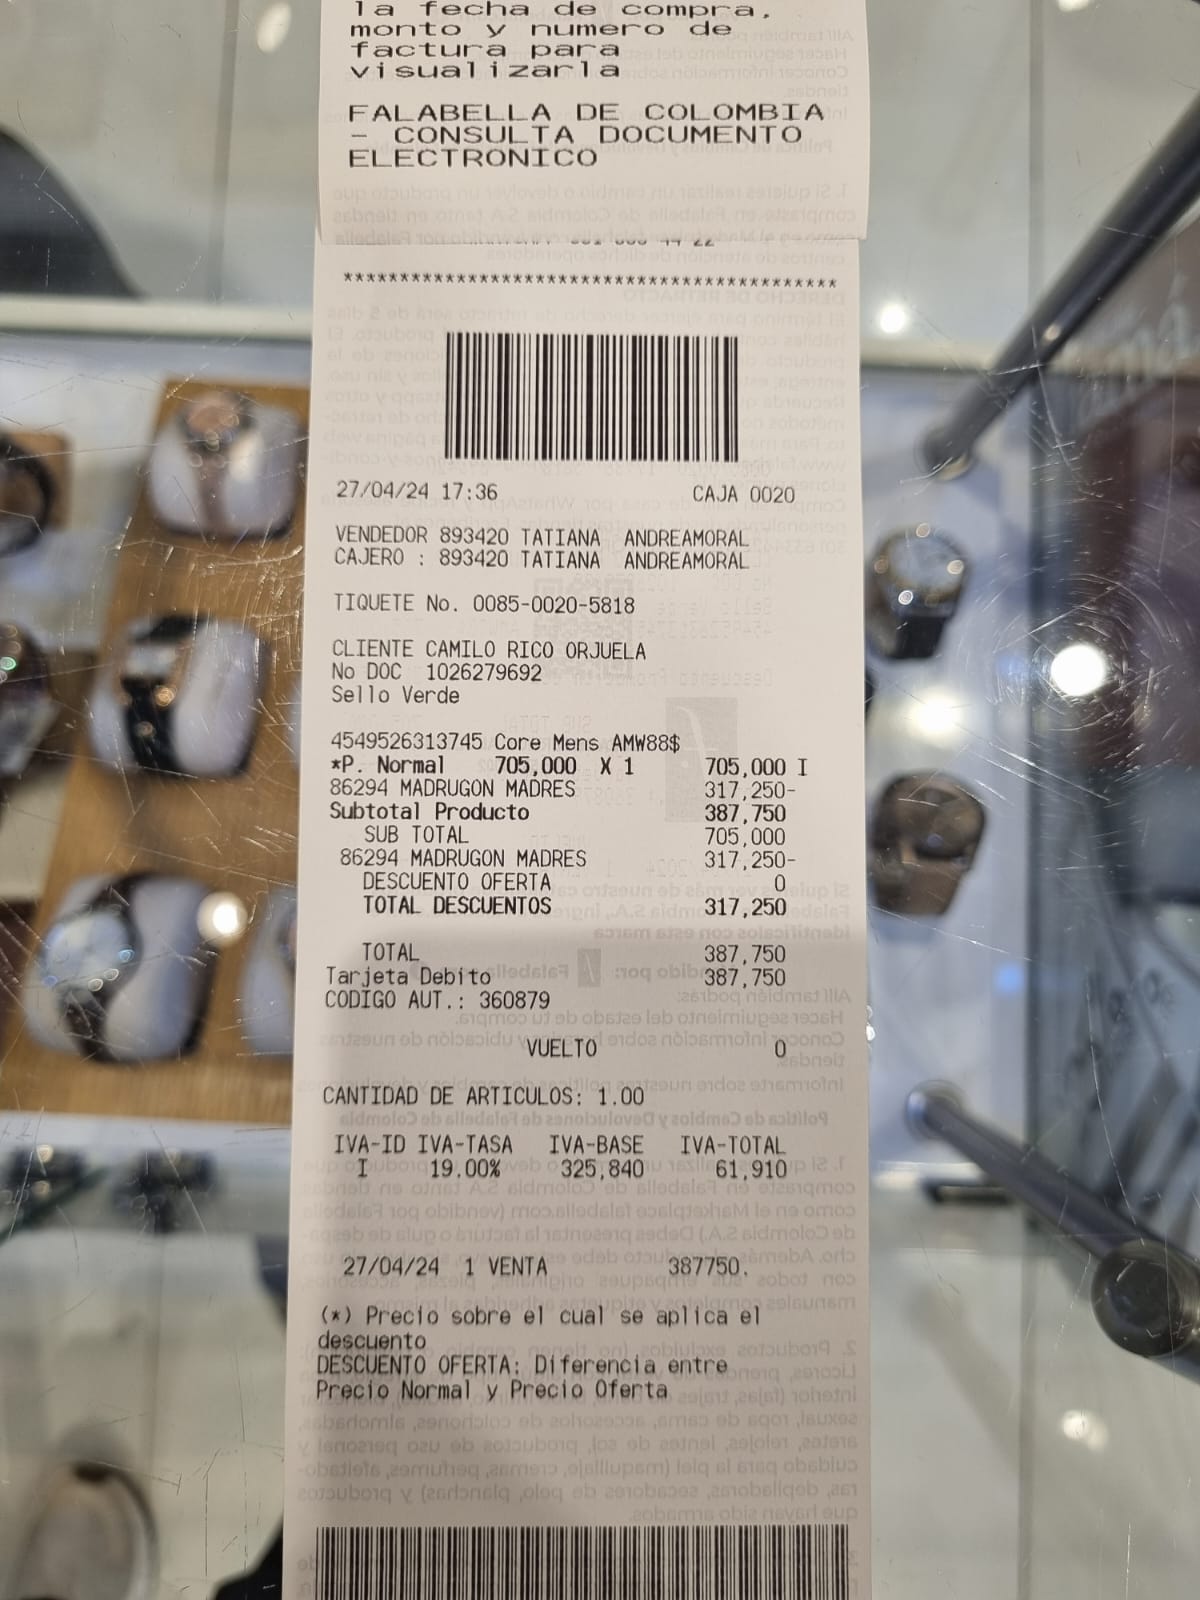 la fecha de compra,
monto y numero de
factura para
visualizarla
FALABELLA DE COLOMBIA
- CONSULTA DOCUMENTO
ELECTRONICO
******************************************
27/04/24 17:36 CAJA 0020
VENDEDOR 893420 TATIANA ANDREAMORAL
CAJERO : 893420 TATIANA ANDREAMORAL
TIQUETE No. 0085-0020-5818
CLIENTE CAMILO RICO ORJUELA
No DOC 1026279692
Sello Verde
4549526313745 Core Mens AMW88$
*P. Normal 705,000 X 1 705,000 I
86294 MADRUGON MADRES 317,250-
Subtotal Producto 387,750
SUB TOTAL 705,000
86294 MADRUGON MADRES 317,250-
DESCUENTO OFERTA 0
TOTAL DESCUENTOS 317,250
TOTAL 387,750
Tarjeta Debito 387,750
CODIGO AUT.: 360879
VUELTO 0
CANTIDAD DE ARTICULOS: 1.00
IVA-ID IVA-TASA IVA-BASE IVA-TOTAL
I 19.00% 325,840 61,910
27/04/24 1 VENTA 387750.
(*) Precio sobre el cual se aplica el
descuento
DESCUENTO OFERTA: Diferencia entre
Precio Normal y Precio Oferta